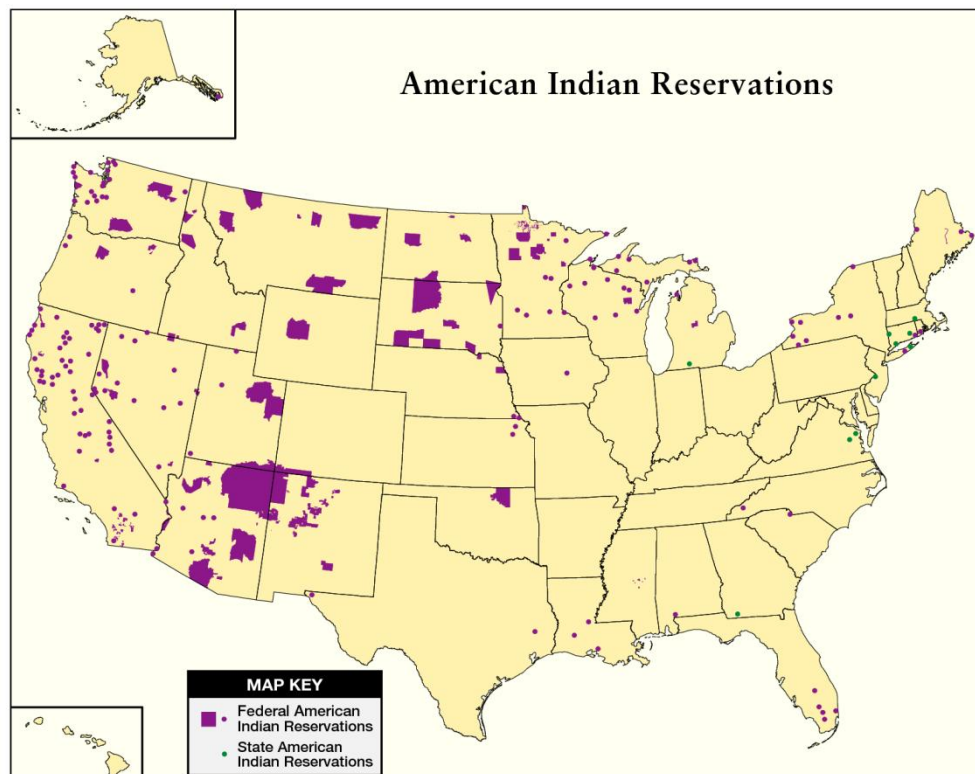 American Indian Reservations
MAP KEY
Federal American
Indian Reservations
State American
Indian Reservations